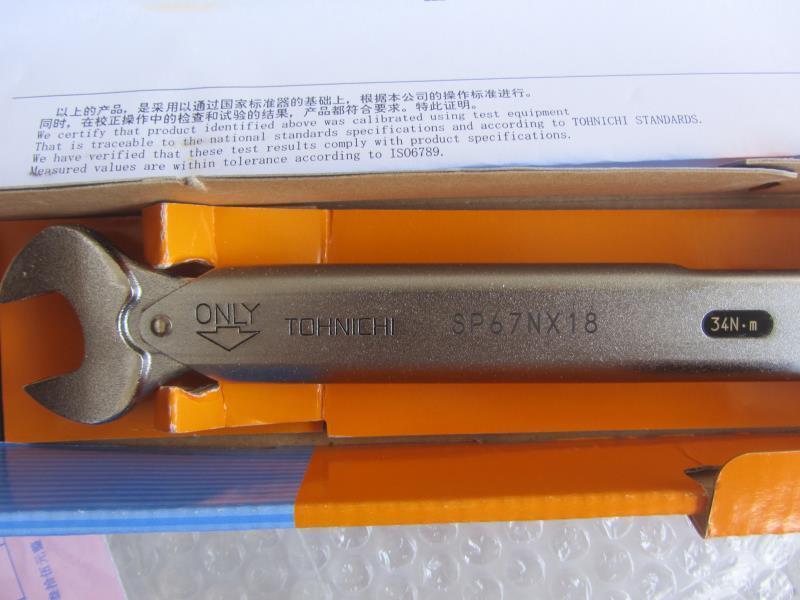 以上的产品，是采用以通过国家标准器的基础上，根据本公司的操作标准进行。
同时，在校正操作中的检查和试验的结果，产品都符合要求。特此证明。
We certify that product identified above was calibrated using test equipment
That is traceable to the national standards specifications and according to TOHNICHI STANDARDS.
We have verified that these test results comply with product specifications.
Measured values are within tolerance according to ISO6789.
ONLY
TOHNICHI
SP67NX18
34N·m